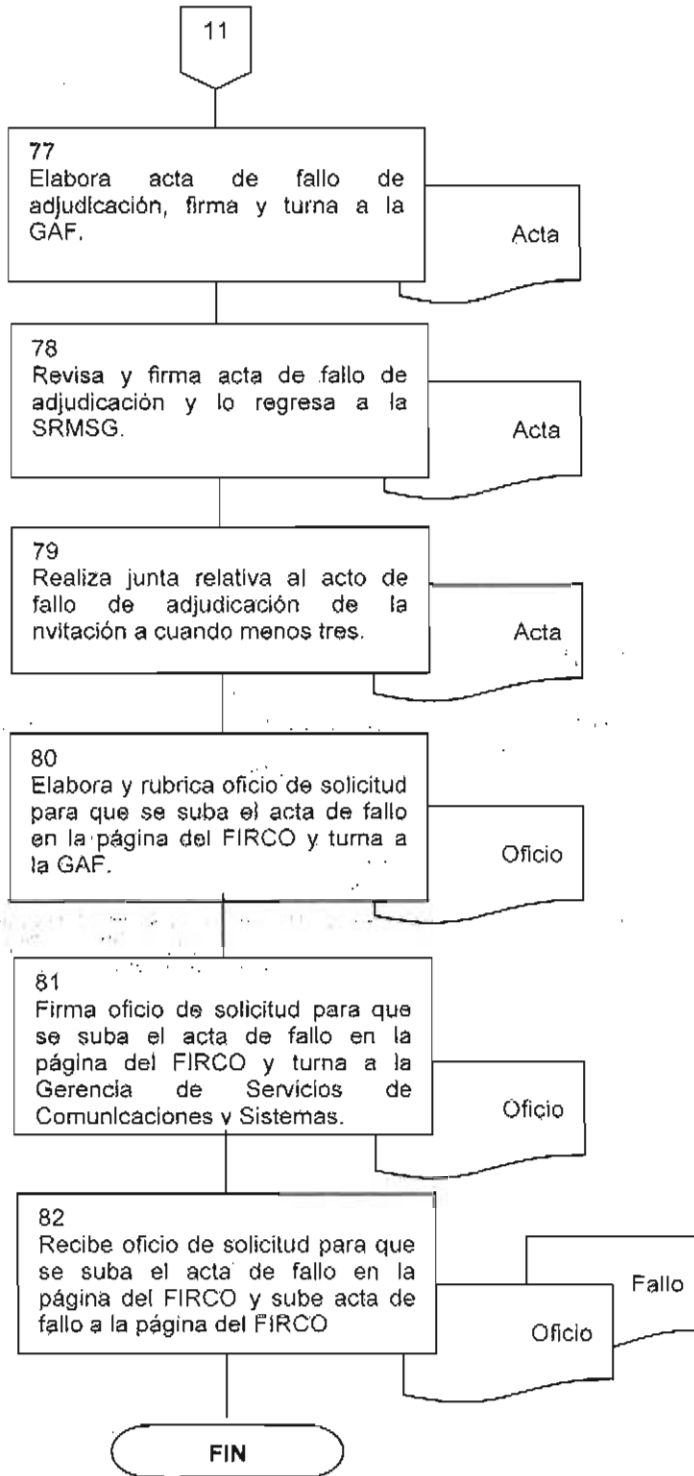 11
77
Elabora acta de fallo de
adjudicación, firma y turna a la
GAF.
Acta
78
Revisa y firma acta de fallo de
adjudicación y lo regresa a la
SRMSG.
Acta
79
Realiza junta relativa al acto de
fallo de adjudicación de la
nvitación a cuando menos tres.
Acta
80
Elabora y rubrica oficio de solicitud
para que se suba el acta de fallo
en la página del FIRCO y turna a
la GAF.
Oficio
81
Firma oficio de solicitud para que
se suba el acta de fallo en la
página del FIRCO y turna a la
Gerencia de Servicios de
Comunicaciones y Sistemas.
Oficio
82
Recibe oficio de solicitud para que
se suba el acta de fallo en la
página del FIRCO y sube acta de
fallo a la página del FIRCO
Fallo
Oficio
FIN